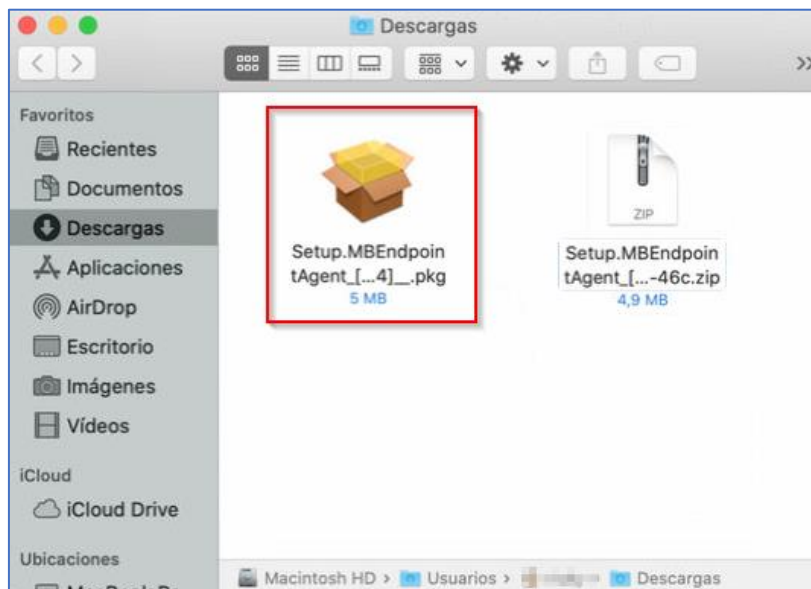 Descargas
Favoritos
Recientes
Documentos
Descargas
Aplicaciones
AirDrop
Escritorio
Imágenes
Vídeos
iCloud
iCloud Drive
Ubicaciones
Setup.MBEndpoin
tAgent_[...4]__.pkg
5 MB
ZIP
Setup.MBEndpoin
tAgent_[...-46c.zip
4,9 MB
Macintosh HD › Usuarios › Descargas